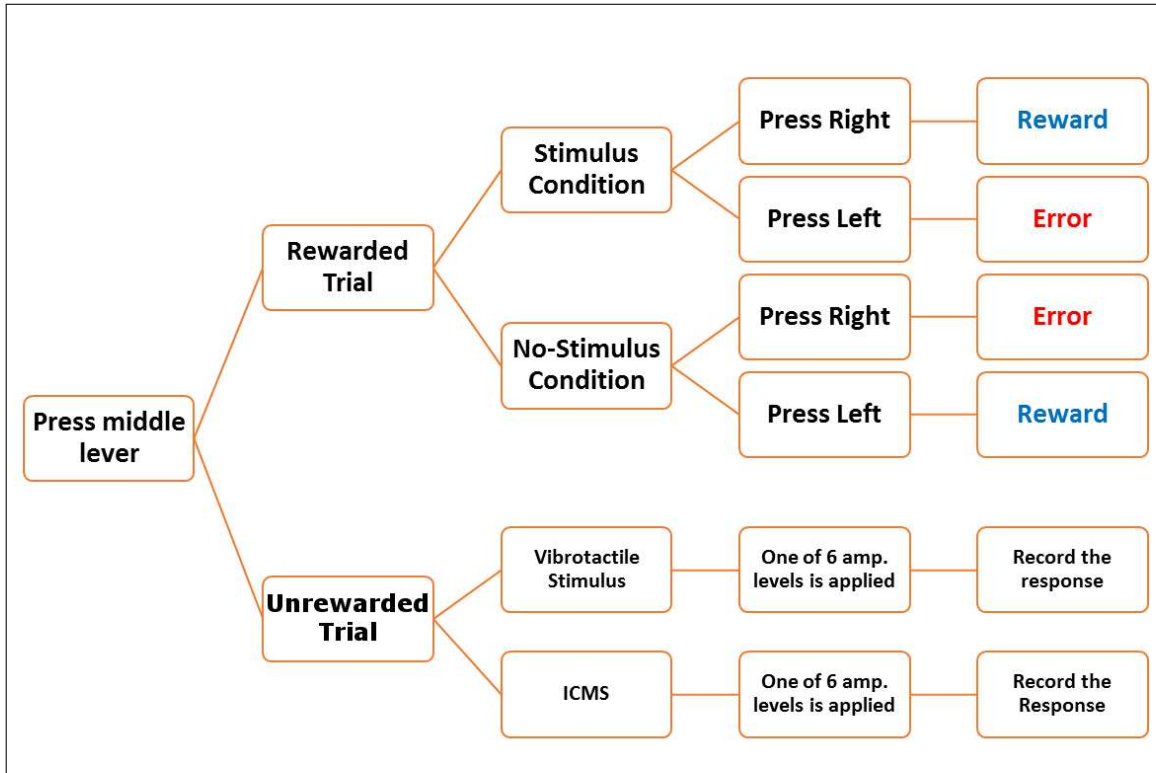 Press middle
lever
Rewarded
Trial
Stimulus
Condition
Press Right
Reward
Press Left
Error
No-Stimulus
Condition
Press Right
Error
Press Left
Reward
Unrewarded
Trial
Vibrotactile
Stimulus
One of 6 amp.
levels is applied
Record the
response
ICMS
One of 6 amp.
levels is applied
Record the
Response